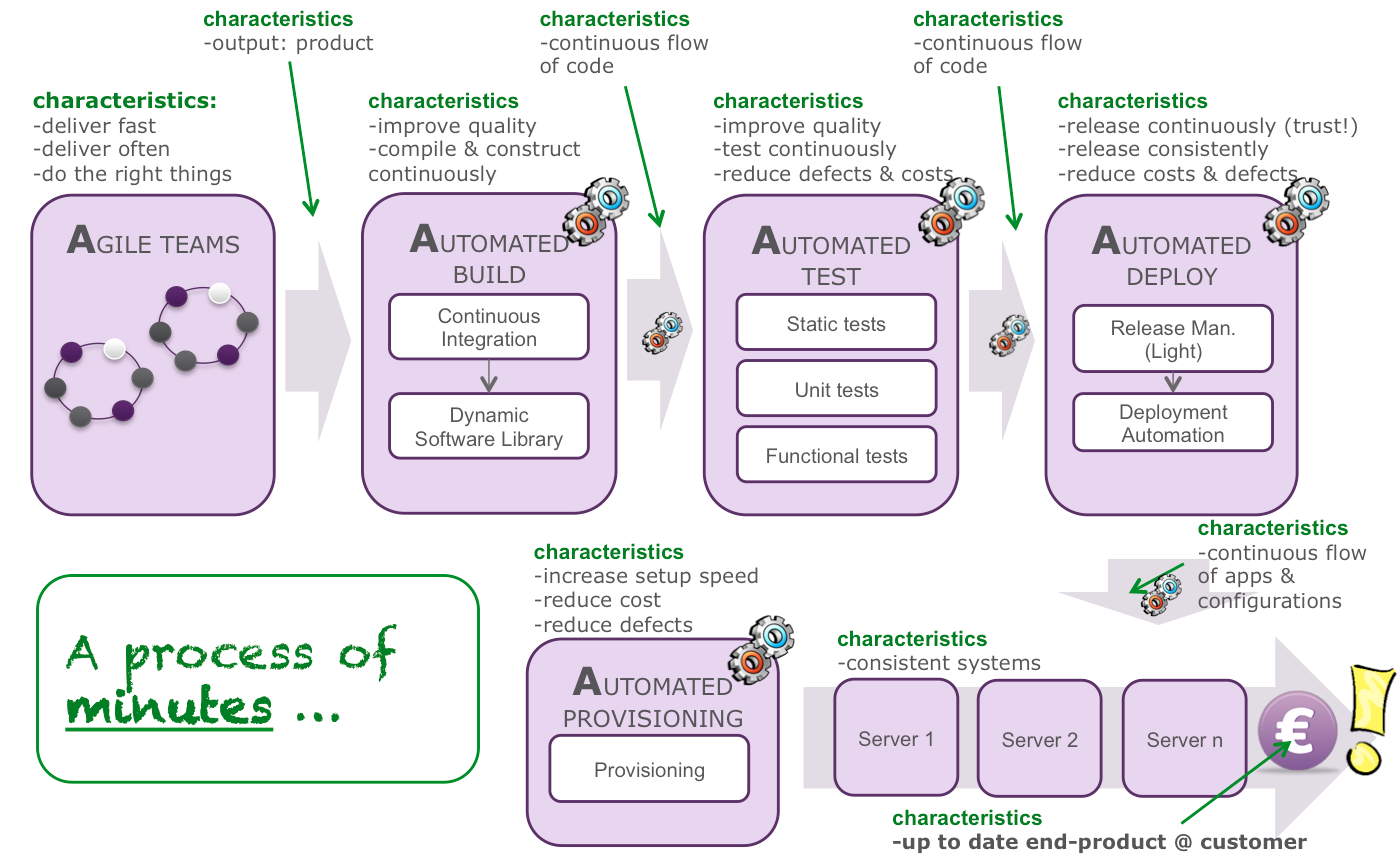 characteristics
-output: product
characteristics
-continuous flow
of code
characteristics
-continuous flow
of code
characteristics:
-deliver fast
-deliver often
-do the right things
characteristics
-improve quality
-compile & construct
continuously
characteristics
-improve quality
-test continuously
-reduce defects & costs
characteristics
-release continuously (trust!)
-release consistently
-reduce costs & defects
AGILE TEAMS
AUTOMATED
BUILD
Continuous
Integration
Dynamic
Software Library
AUTOMATED
TEST
Static tests
Unit tests
Functional tests
AUTOMATED
DEPLOY
Release Man.
(Light)
Deployment
Automation
characteristics
-continuous flow
of apps &
configurations
A process of
minutes ...
characteristics
-increase setup speed
-reduce cost
-reduce defects
AUTOMATED
PROVISIONING
Provisioning
characteristics
-consistent systems
Server 1
Server 2
Server n
€
!
characteristics
-up to date end-product @ customer